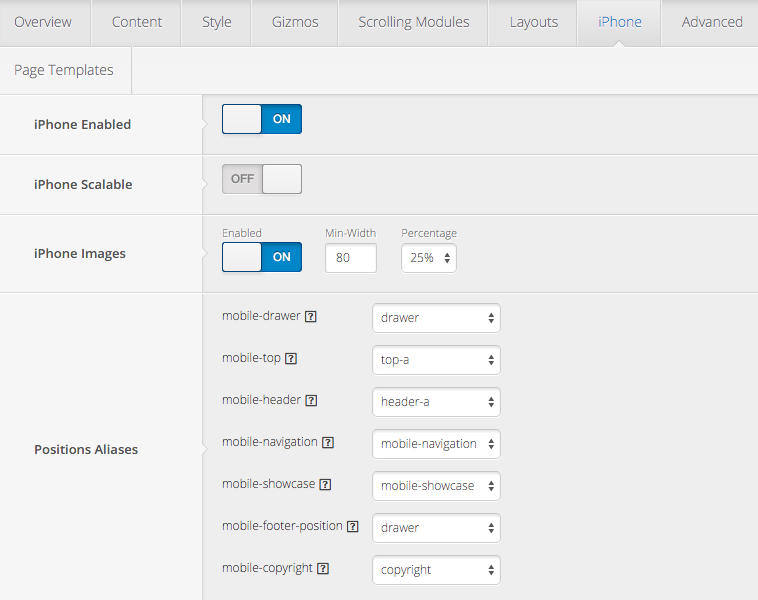 Overview Content Style Gizmos Scrolling Modules Layouts iPhone Advanced
Page Templates
iPhone Enabled ON
iPhone Scalable OFF
Enabled Min-Width Percentage
iPhone Images ON 80 25%
mobile-drawer ? drawer
mobile-top ? top-a
mobile-header ? header-a
mobile-navigation ? mobile-navigation
Positions Aliases
mobile-showcase ? mobile-showcase
mobile-footer-position ? drawer
mobile-copyright ? copyright